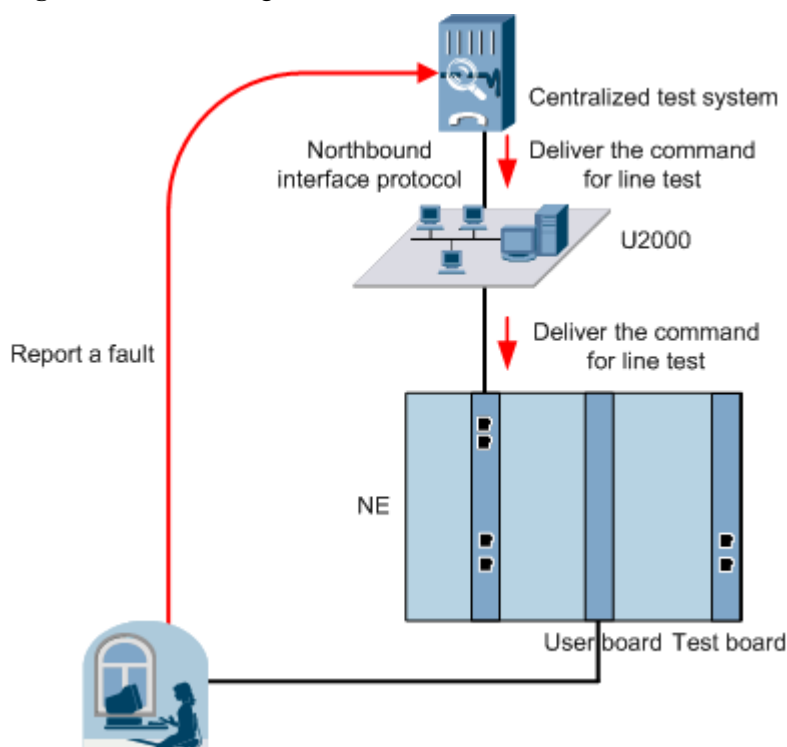 Centralized test system
Northbound
interface protocol
Deliver the command
for line test
U2000
Deliver the command
for line test
Report a fault
NE
User board
Test board